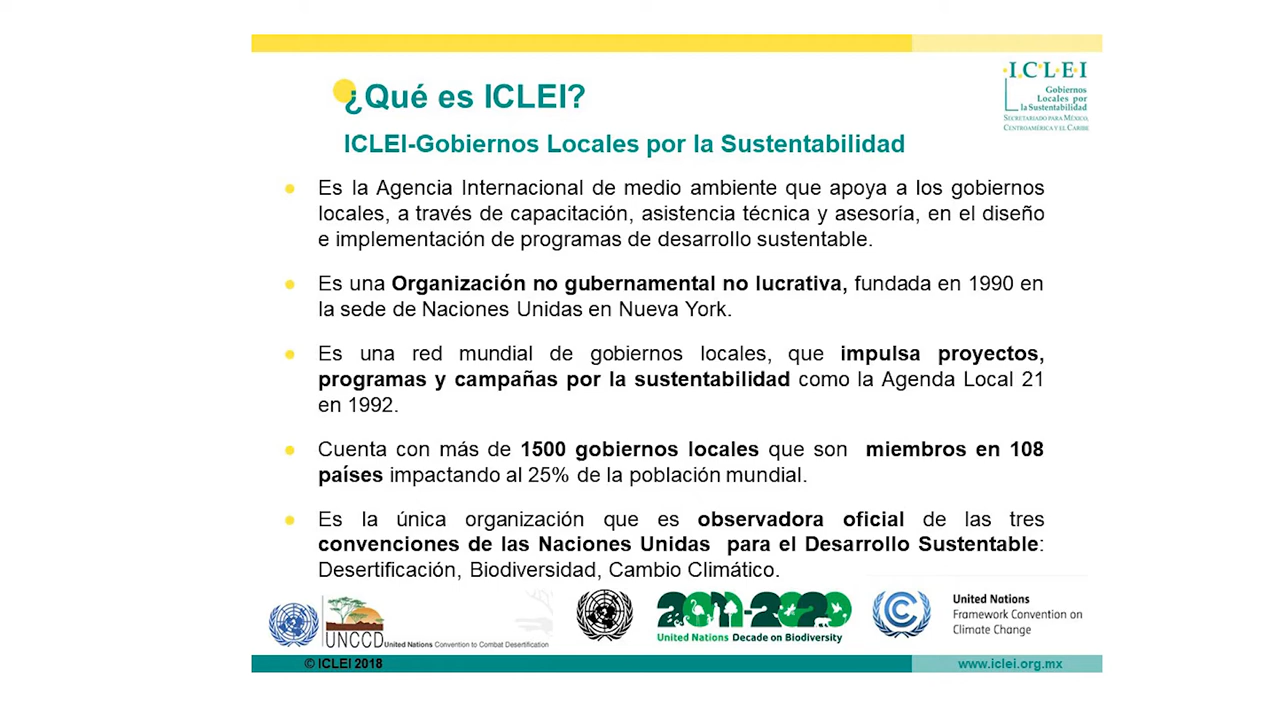 ¿Qué es ICLEI?
I·C·L·E·I
Gobiernos
Locales por
la Sustentabilidad
SECRETARIADO PARA MÉXICO,
CENTROAMÉRICA Y EL CARIBE
ICLEI-Gobiernos Locales por la Sustentabilidad
Es la Agencia Internacional de medio ambiente que apoya a los gobiernos
locales, a través de capacitación, asistencia técnica y asesoría, en el diseño
e implementación de programas de desarrollo sustentable.
Es una Organización no gubernamental no lucrativa, fundada en 1990 en
la sede de Naciones Unidas en Nueva York.
Es una red mundial de gobiernos locales, que impulsa proyectos,
programas y campañas por la sustentabilidad como la Agenda Local 21
en 1992.
Cuenta con más de 1500 gobiernos locales que son miembros en 108
países impactando al 25% de la población mundial.
Es la única organización que es observadora oficial de las tres
convenciones de las Naciones Unidas para el Desarrollo Sustentable:
Desertificación, Biodiversidad, Cambio Climático.
UNCCD United Nations Convention to Combat Desertification
2011-2020
United Nations Decade on Biodiversity
United Nations
Framework Convention on
Climate Change
© ICLEI 2018
www.iclei.org.mx